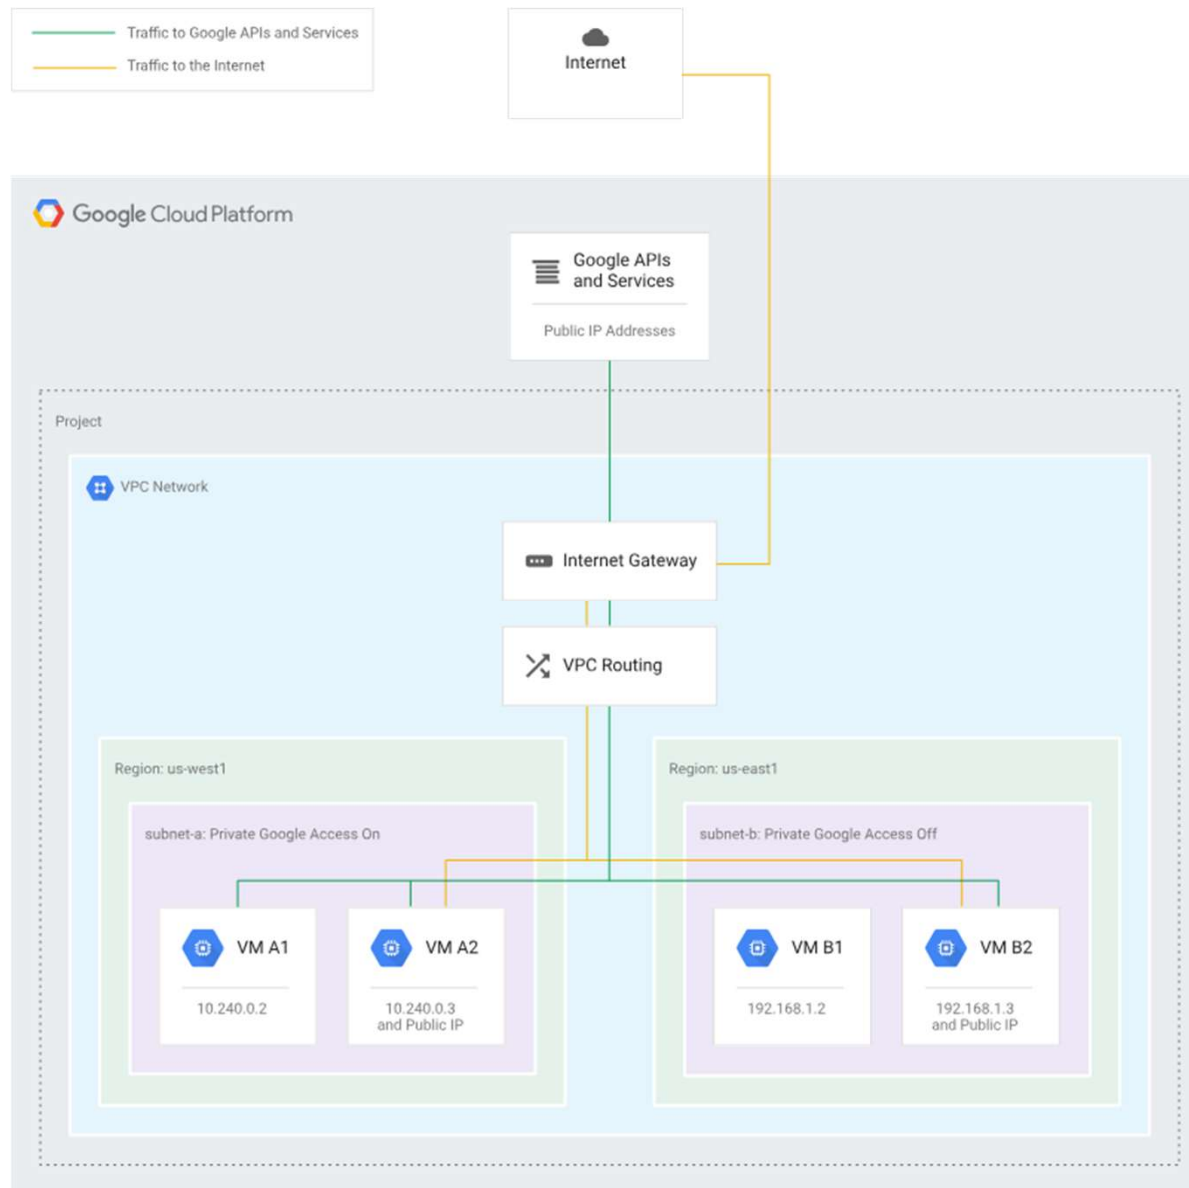 Traffic to Google APIs and Services
Traffic to the Internet
Internet
Google Cloud Platform
Google APIs
and Services
Public IP Addresses
Project
VPC Network
Internet Gateway
VPC Routing
Region: us-west1
Region: us-east1
subnet-a: Private Google Access On
subnet-b: Private Google Access Off
VM A1
10.240.0.2
VM A2
10.240.0.3
and Public IP
VM B1
192.168.1.2
VM B2
192.168.1.3
and Public IP